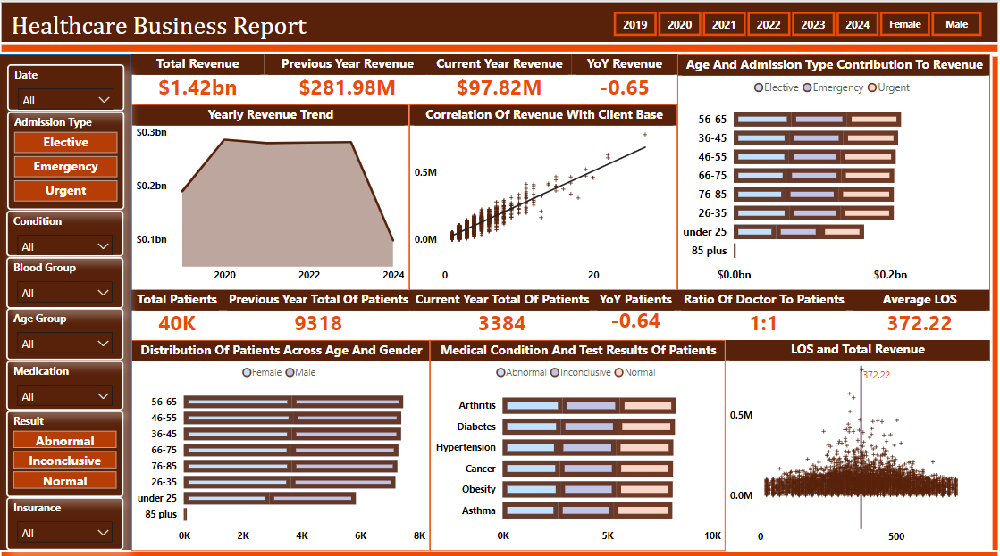 Healthcare Business Report
2019 2020 2021 2022 2023 2024 Female Male
Date
All
Admission Type
Elective
Emergency
Urgent
Condition
All
Blood Group
All
Age Group
All
Medication
All
Result
Abnormal
Inconclusive
Normal
Insurance
All
Total Revenue Previous Year Revenue Current Year Revenue YoY Revenue
$1.42bn $281.98M $97.82M -0.65
Yearly Revenue Trend
$0.3bn
$0.2bn
$0.1bn
2020 2022 2024
Correlation Of Revenue With Client Base
0.5M
0.0M
0 20
Age And Admission Type Contribution To Revenue
Elective Emergency Urgent
56-65
36-45
46-55
66-75
76-85
26-35
under 25
85 plus
$0.0bn $0.2bn
Total Patients Previous Year Total Of Patients Current Year Total Of Patients YoY Patients Ratio Of Doctor To Patients Average LOS
40K 9318 3384 -0.64 1:1 372.22
Distribution Of Patients Across Age And Gender
Female Male
56-65
46-55
36-45
66-75
76-85
26-35
under 25
85 plus
0K 2K 4K 6K 8K
Medical Condition And Test Results Of Patients
Abnormal Inconclusive Normal
Arthritis
Diabetes
Hypertension
Cancer
Obesity
Asthma
0K 5K 10K
LOS and Total Revenue
372.22
0.5M
0.0M
0 500